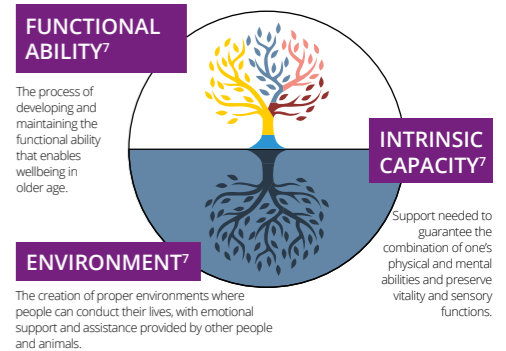 FUNCTIONAL
ABILITY⁷
The process of
developing and
maintaining the
functional ability
that enables
wellbeing in
older age.
INTRINSIC
CAPACITY⁷
Support needed to
guarantee the
combination of one’s
physical and mental
abilities and preserve
vitality and sensory
functions.
ENVIRONMENT⁷
The creation of proper environments where
people can conduct their lives, with emotional
support and assistance provided by other people
and animals.